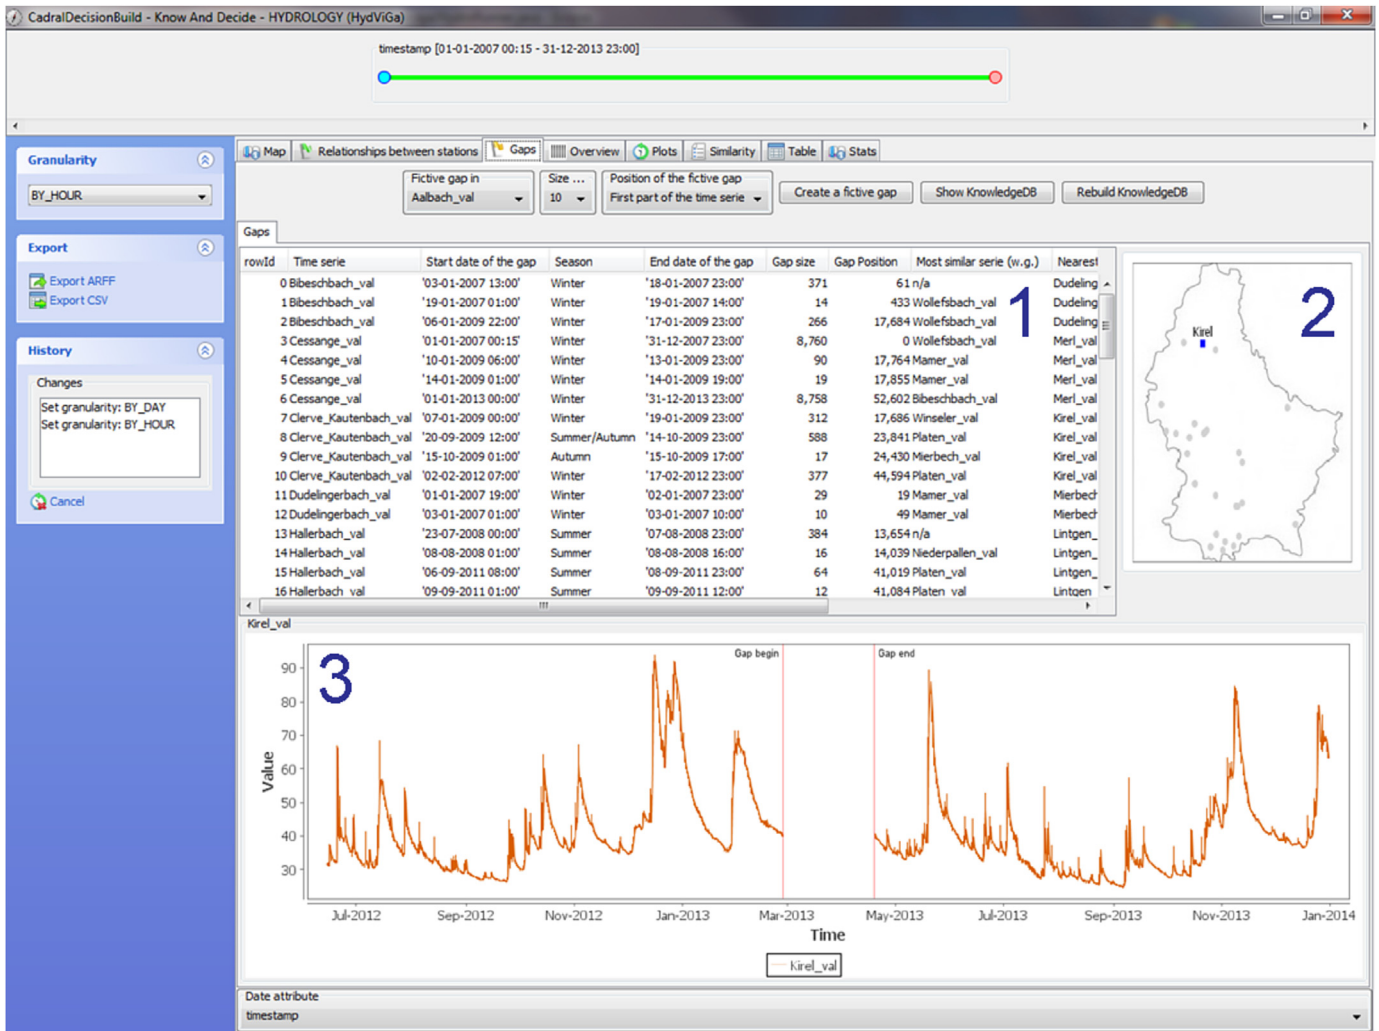 CadralDecisionBuild - Know And Decide - HYDROLOGY (HydViGa)
timestamp [01-01-2007 00:15 - 31-12-2013 23:00]
Granularity
BY_HOUR
Export
Export ARFF
Export CSV
History
Changes
Set granularity: BY_DAY
Set granularity: BY_HOUR
Cancel
Map Relationships between stations Gaps Overview Plots Similarity Table Stats
Fictive gap in Size ... Position of the fictive gap
Aalbach_val 10 First part of the time serie Create a fictive gap Show KnowledgeDB Rebuild KnowledgeDB
Gaps
rowId Time serie Start date of the gap Season End date of the gap Gap size Gap Position Most similar serie (w.g.) Nearest
0 Bibeschbach_val '03-01-2007 13:00' Winter '18-01-2007 23:00' 371 61 n/a Dudeling
1 Bibeschbach_val '19-01-2007 01:00' Winter '19-01-2007 14:00' 14 433 Wollefsbach_val Dudeling
2 Bibeschbach_val '06-01-2009 22:00' Winter '17-01-2009 23:00' 266 17,684 Wollefsbach_val Dudeling
3 Cessange_val '01-01-2007 00:15' Winter '31-12-2007 23:00' 8,760 0 Wollefsbach_val Merl_val
4 Cessange_val '10-01-2009 06:00' Winter '13-01-2009 23:00' 90 17,764 Mamer_val Merl_val
5 Cessange_val '14-01-2009 01:00' Winter '14-01-2009 19:00' 19 17,855 Mamer_val Merl_val
6 Cessange_val '01-01-2013 00:00' Winter '31-12-2013 23:00' 8,758 52,602 Bibeschbach_val Merl_val
7 Clerve_Kautenbach_val '07-01-2009 00:00' Winter '19-01-2009 23:00' 312 17,686 Winseler_val Kirel_val
8 Clerve_Kautenbach_val '20-09-2009 12:00' Summer/Autumn '14-10-2009 23:00' 588 23,841 Platen_val Kirel_val
9 Clerve_Kautenbach_val '15-10-2009 01:00' Autumn '15-10-2009 17:00' 17 24,430 Mierbech_val Kirel_val
10 Clerve_Kautenbach_val '02-02-2012 07:00' Winter '17-02-2012 23:00' 377 44,594 Platen_val Kirel_val
11 Dudelingerbach_val '01-01-2007 19:00' Winter '02-01-2007 23:00' 29 19 Mamer_val Mierbech
12 Dudelingerbach_val '03-01-2007 01:00' Winter '03-01-2007 10:00' 10 49 Mamer_val Mierbech
13 Hallerbach_val '23-07-2008 00:00' Summer '07-08-2008 23:00' 384 13,654 n/a Lintgen_
14 Hallerbach_val '08-08-2008 01:00' Summer '08-08-2008 16:00' 16 14,039 Niederpallen_val Lintgen_
15 Hallerbach_val '06-09-2011 08:00' Summer '08-09-2011 23:00' 64 41,019 Platen_val Lintgen_
16 Hallerbach_val '09-09-2011 01:00' Summer '09-09-2011 12:00' 12 41,084 Platen_val Lintgen
1
2
Kirel
Kirel_val
3
Gap begin Gap end
Value
90
80
70
60
50
40
30
Jul-2012 Sep-2012 Nov-2012 Jan-2013 Mar-2013 May-2013 Jul-2013 Sep-2013 Nov-2013 Jan-2014
Time
Kirel_val
Date attribute
timestamp